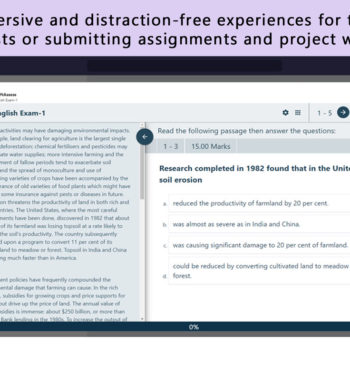 ersive and distraction-free experiences for t
sts or submitting assignments and project w
glish Exam-1
nglish Exam-1
1 - 5
activities may have damaging environmental impacts.
ple, land clearing for agriculture is the largest single
deforestation; chemical fertilisers and pesticides may
ate water supplies; more intensive farming and the
ment of fallow periods tend to exacerbate soil
and the spread of monoculture and use of
ing varieties of crops have been accompanied by the
rance of old varieties of food plants which might have
some insurance against pests or diseases in future.
on threatens the productivity of land in both rich and
ntries. The United States, where the most careful
ments have been done, discovered in 1982 that about
of its farmland was losing topsoil at a rate likely to
the soil's productivity. The country subsequently
d upon a program to convert 11 per cent of its
land to meadow or forest. Topsoil in India and China
ng much faster than in America.
ent policies have frequently compounded the
mental damage that farming can cause. In the rich
, subsidies for growing crops and price supports for
out drive up the price of land. The annual value of
sidies is immense: about $250 billion, or more than
Bank lending in the 1980s. To increase the output of
Read the following passage then answer the questions:
1 - 3
15.00 Marks
Research completed in 1982 found that in the Unite
soil erosion
a. reduced the productivity of farmland by 20 per cent.
b. was almost as severe as in India and China.
c. was causing significant damage to 20 per cent of farmland.
could be reduced by converting cultivated land to meadow
d. forest.
0%